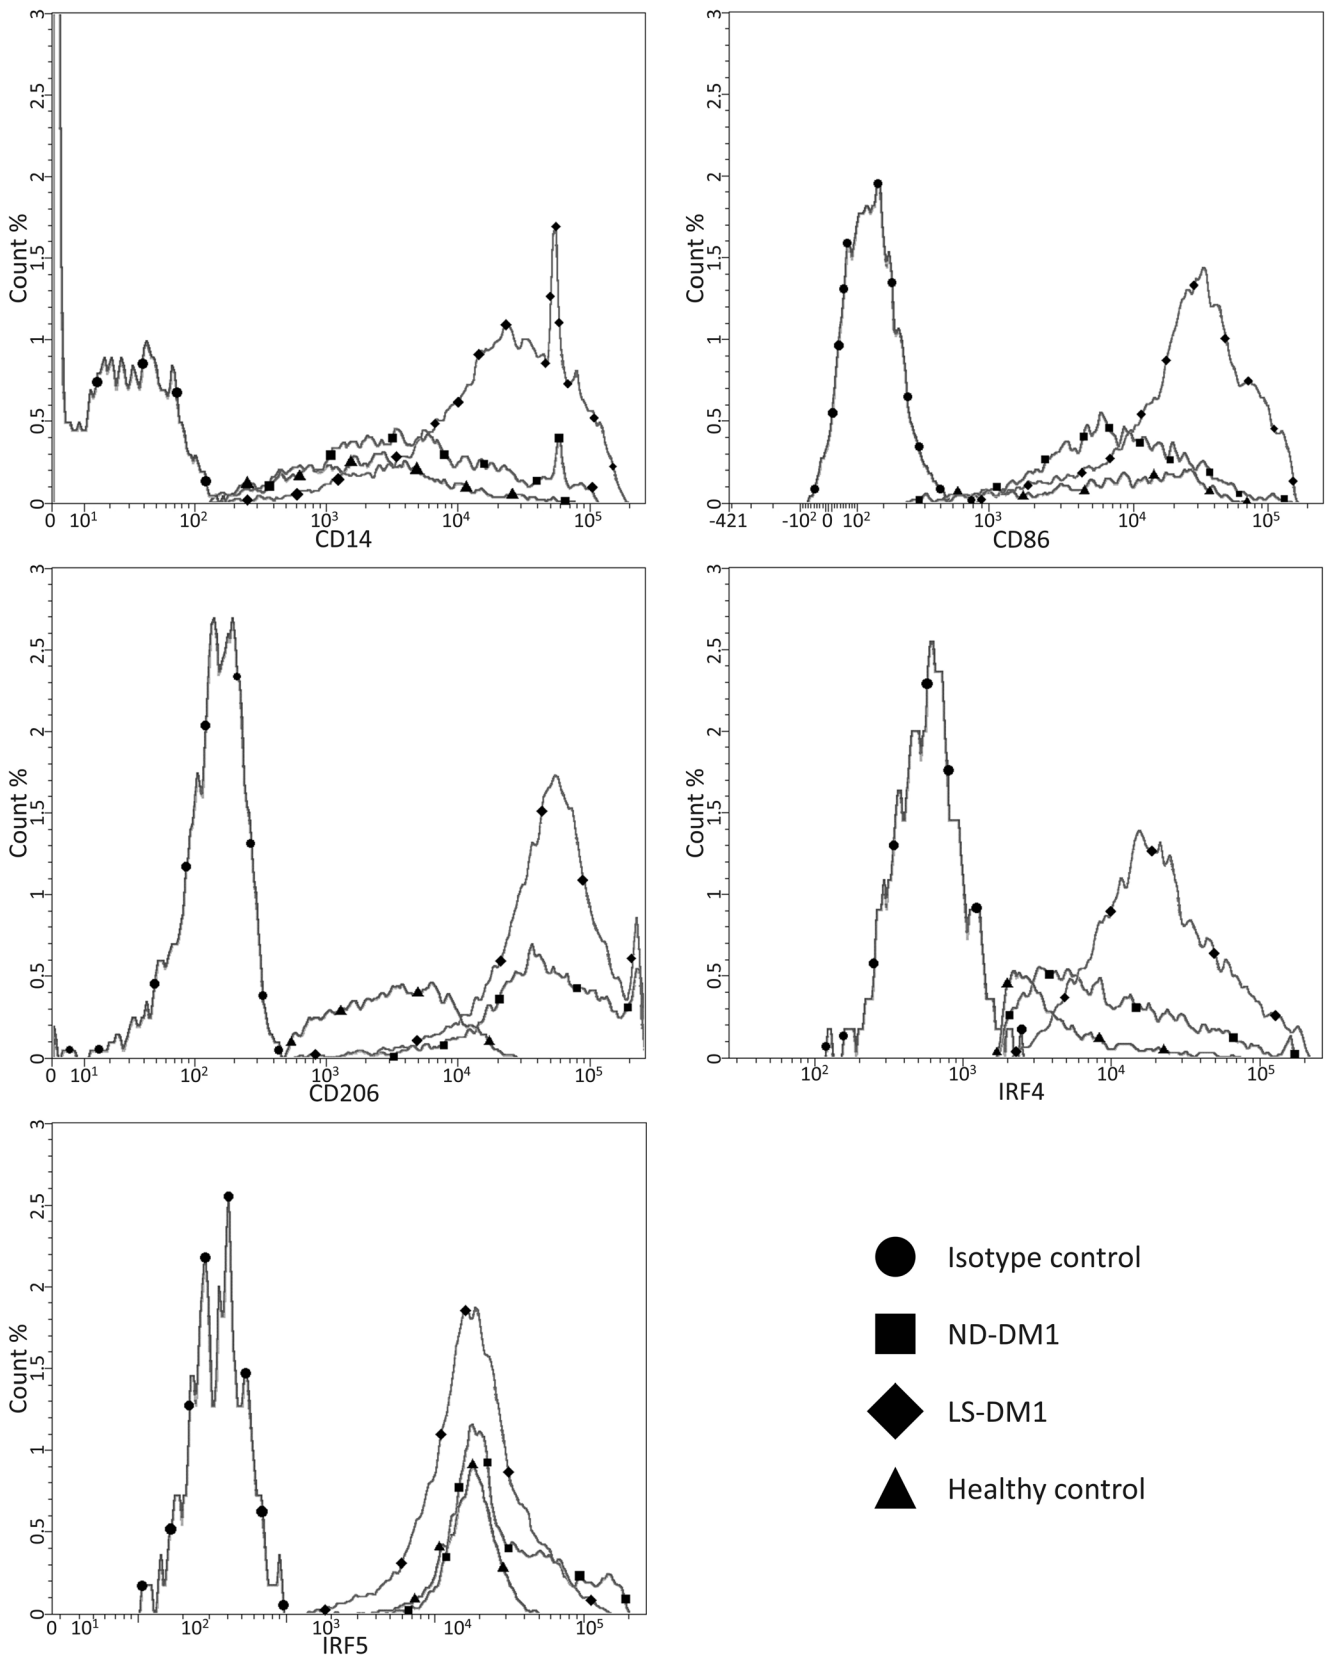 3
2.5
2
1.5
1
0.5
0
Count %
0 10¹ 10² 10³ 10⁴ 10⁵
CD14
3
2.5
2
1.5
1
0.5
0
Count %
-421 -10² 0 10² 10³ 10⁴ 10⁵
CD86
3
2.5
2
1.5
1
0.5
0
Count %
0 10¹ 10² 10³ 10⁴ 10⁵
CD206
3
2.5
2
1.5
1
0.5
0
Count %
10² 10³ 10⁴ 10⁵
IRF4
3
2.5
2
1.5
1
0.5
0
Count %
0 10¹ 10² 10³ 10⁴ 10⁵
IRF5
Isotype control
ND-DM1
LS-DM1
Healthy control